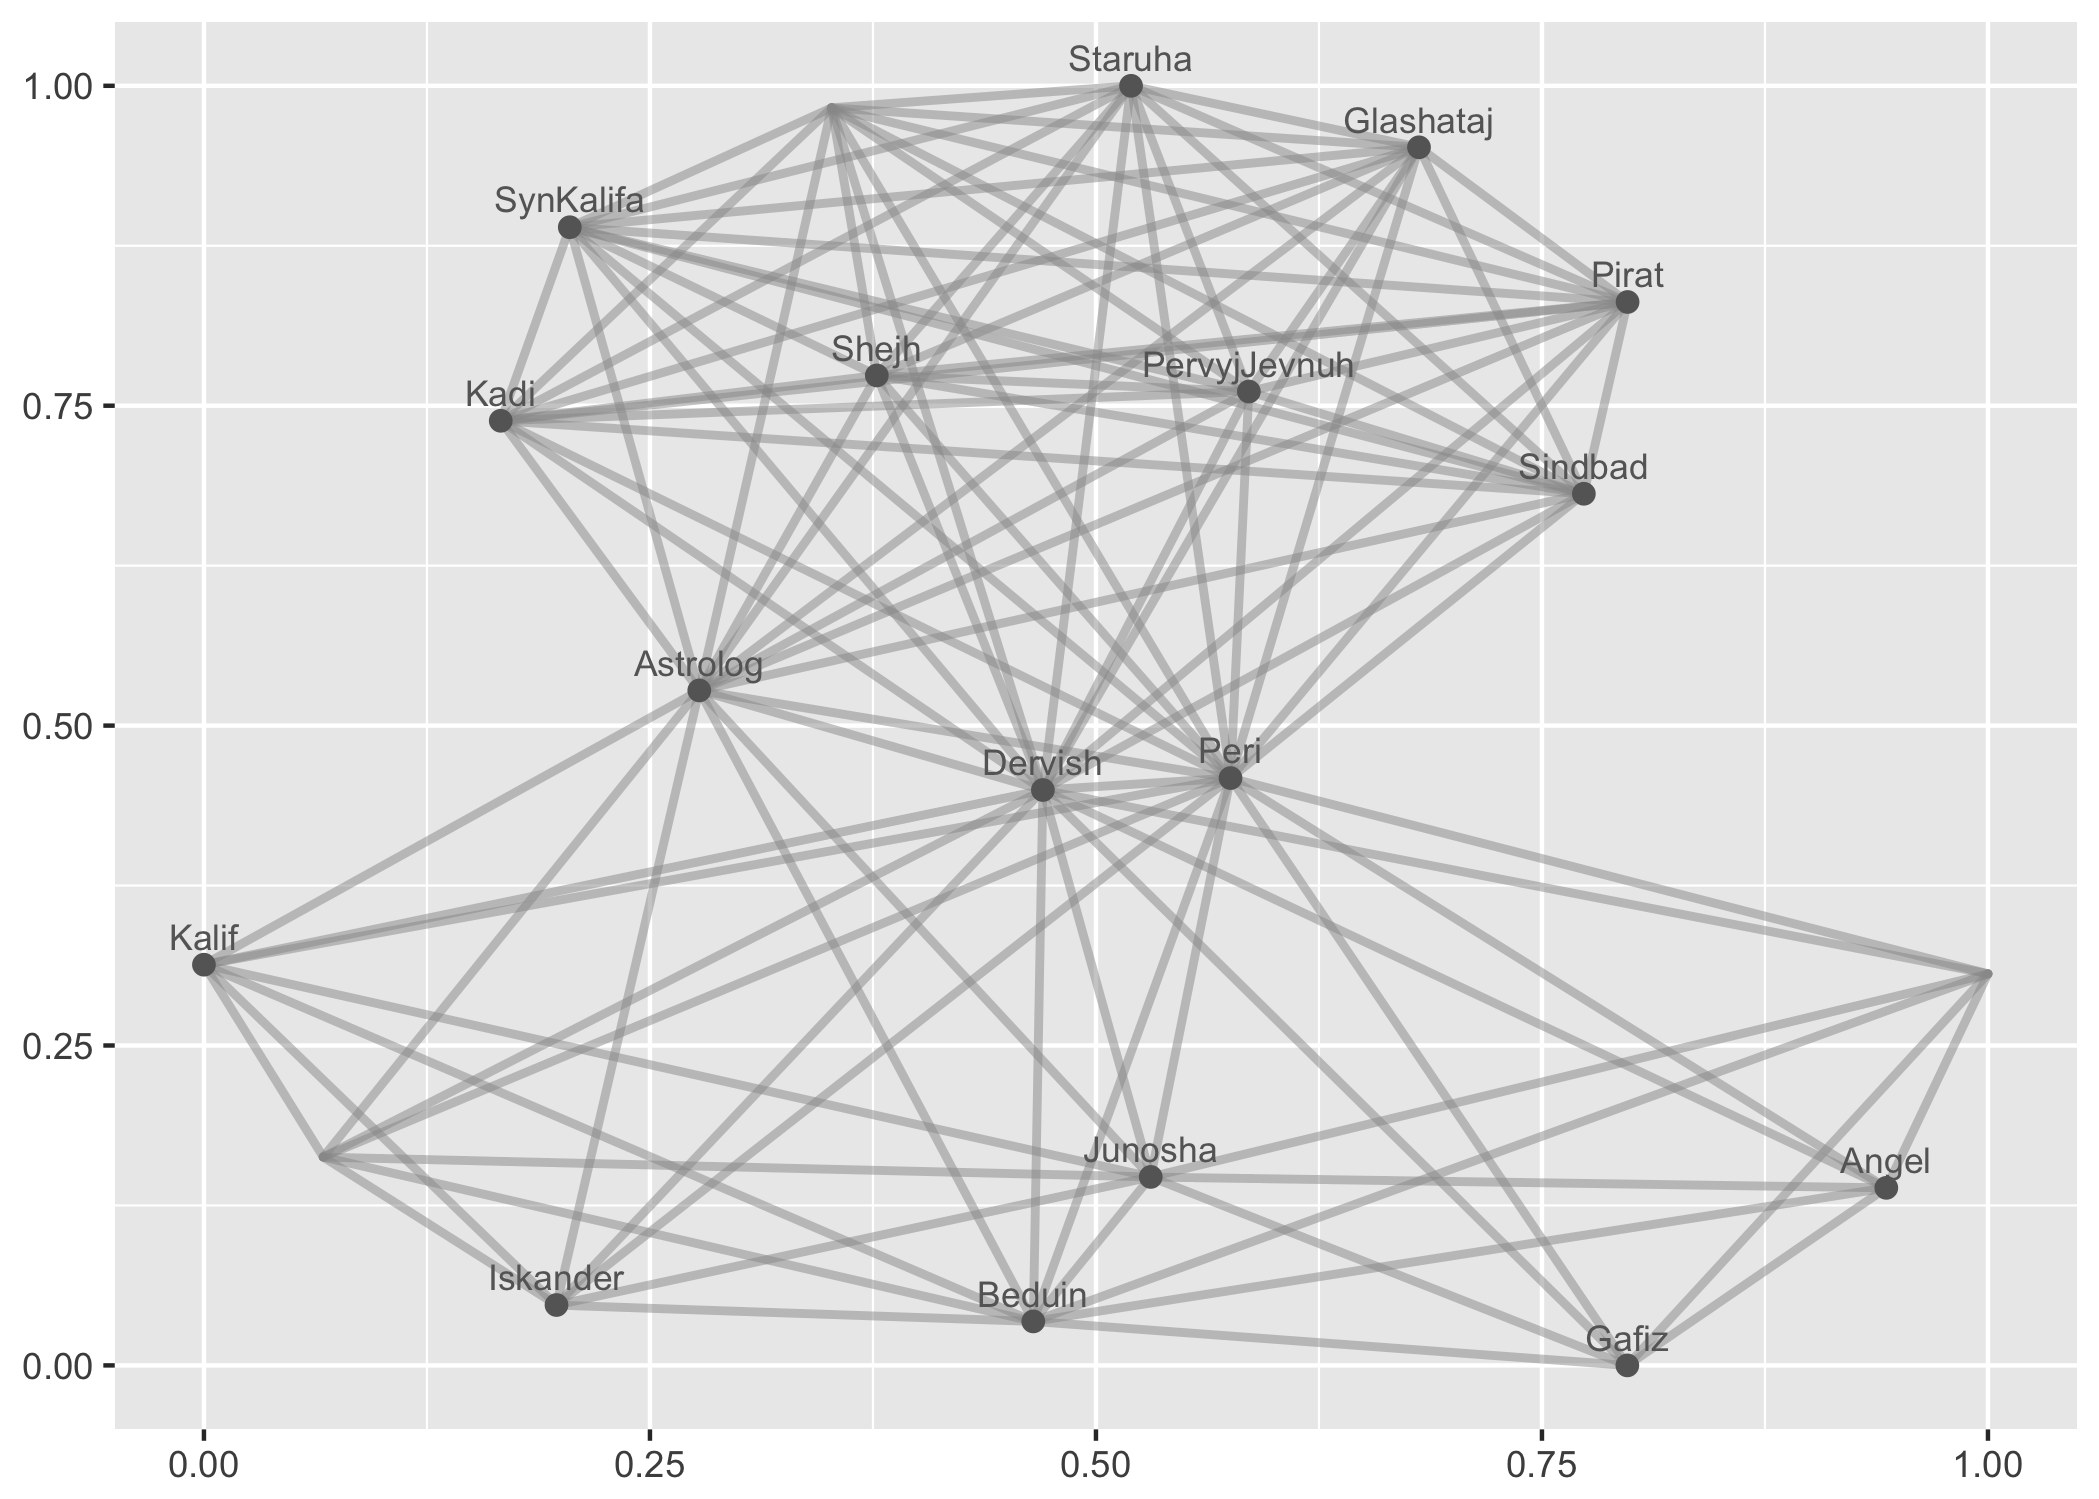 Staruha
1.00
Glashataj
SynKalifa
Pirat
Shejh
PervyjJevnuh
Kadi
0.75
Sindbad
Astrolog
0.50
Peri
Dervish
Kalif
0.25
Junosha
Angel
Iskander
Beduin
Gafiz
0.00
0.00 0.25 0.50 0.75 1.00